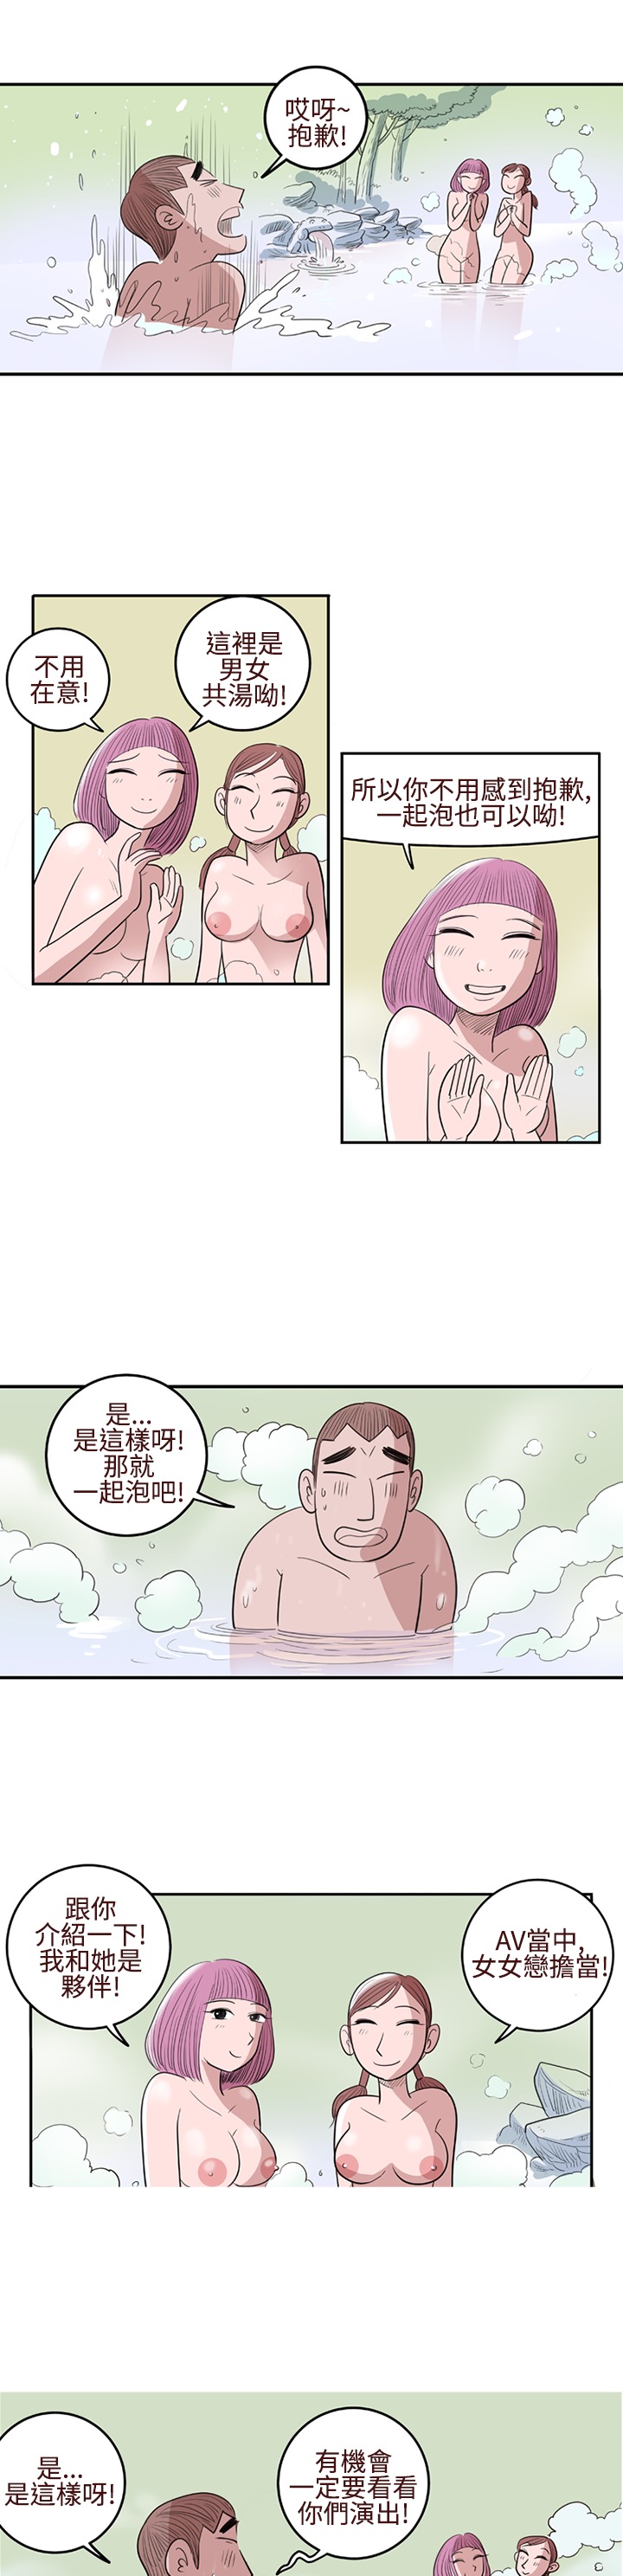 哎呀~
抱歉!
不用
在意!
這裡是
男女
共湯呦!
所以你不用感到抱歉,
一起泡也可以呦!
是...
是這樣呀!
那就
一起泡吧!
跟你
介紹一下!
我和她是
夥伴!
AV當中,
女女戀擔當!
是...
是這樣呀!
有機會
一定要看看
你們演出!